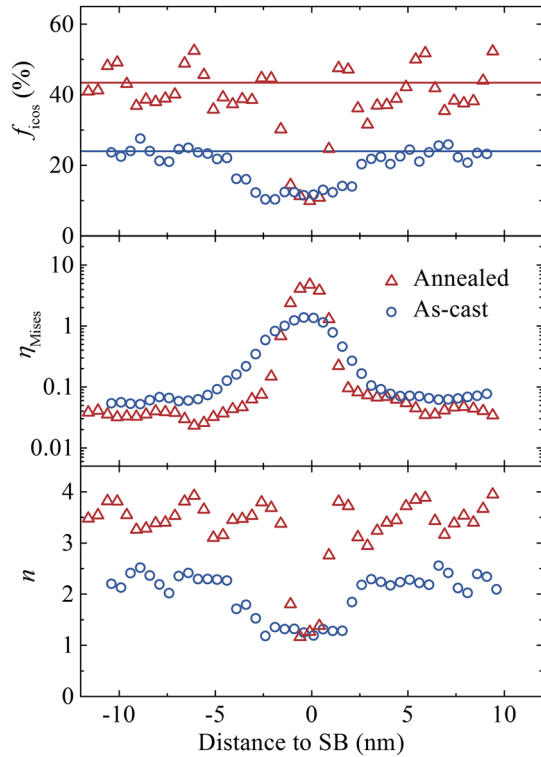 60
40
20
0
f_icos (%)
10
1
0.1
0.01
η_Mises
Annealed
As-cast
4
3
2
1
0
n
-10 -5 0 5 10
Distance to SB (nm)